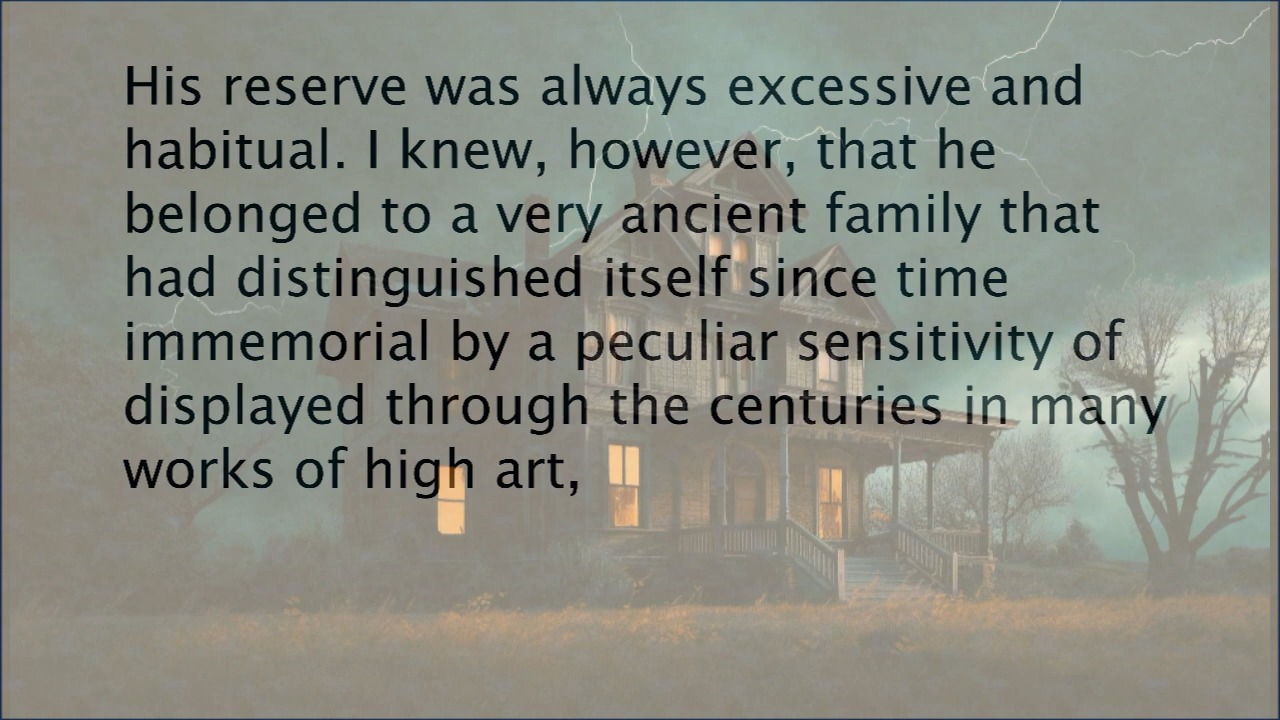 His reserve was always excessive and
habitual. I knew, however, that he
belonged to a very ancient family that
had distinguished itself since time
immemorial by a peculiar sensitivity of
displayed through the centuries in many
works of high art,